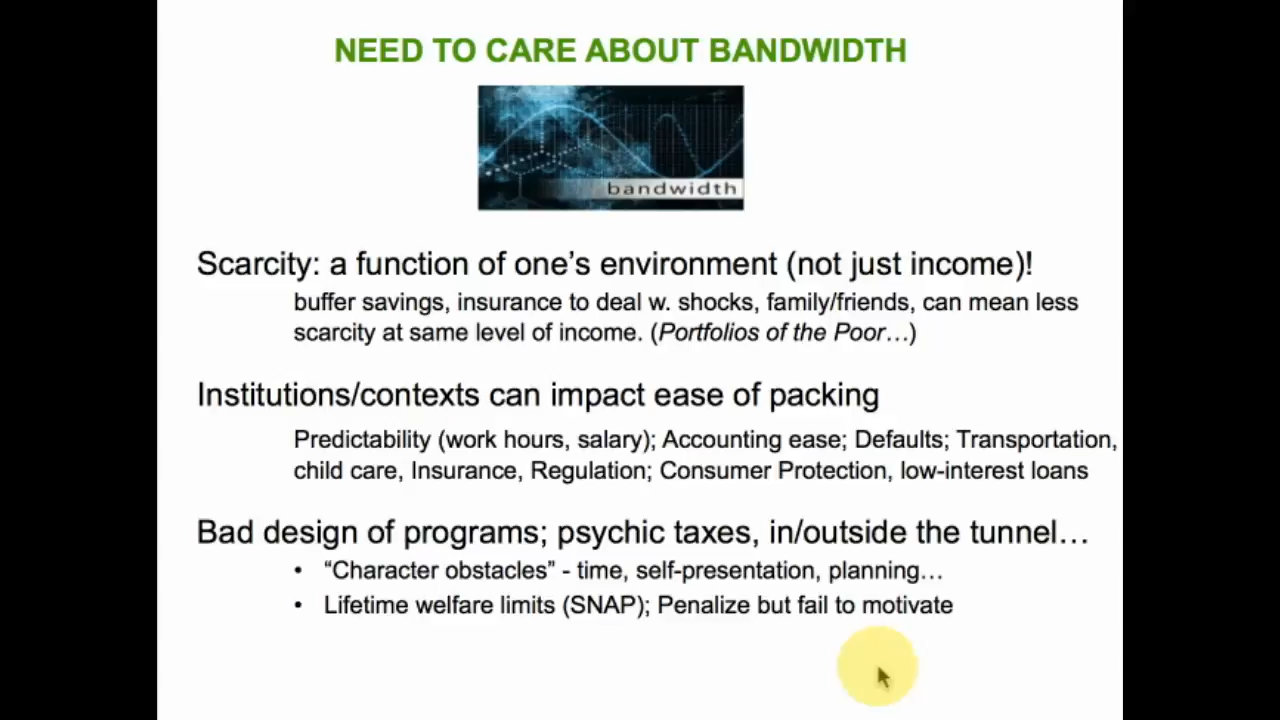 NEED TO CARE ABOUT BANDWIDTH
bandwidth
Scarcity: a function of one’s environment (not just income)!
buffer savings, insurance to deal w. shocks, family/friends, can mean less
scarcity at same level of income. (Portfolios of the Poor…)
Institutions/contexts can impact ease of packing
Predictability (work hours, salary); Accounting ease; Defaults; Transportation,
child care, Insurance, Regulation; Consumer Protection, low-interest loans
Bad design of programs; psychic taxes, in/outside the tunnel…
• “Character obstacles” - time, self-presentation, planning…
• Lifetime welfare limits (SNAP); Penalize but fail to motivate